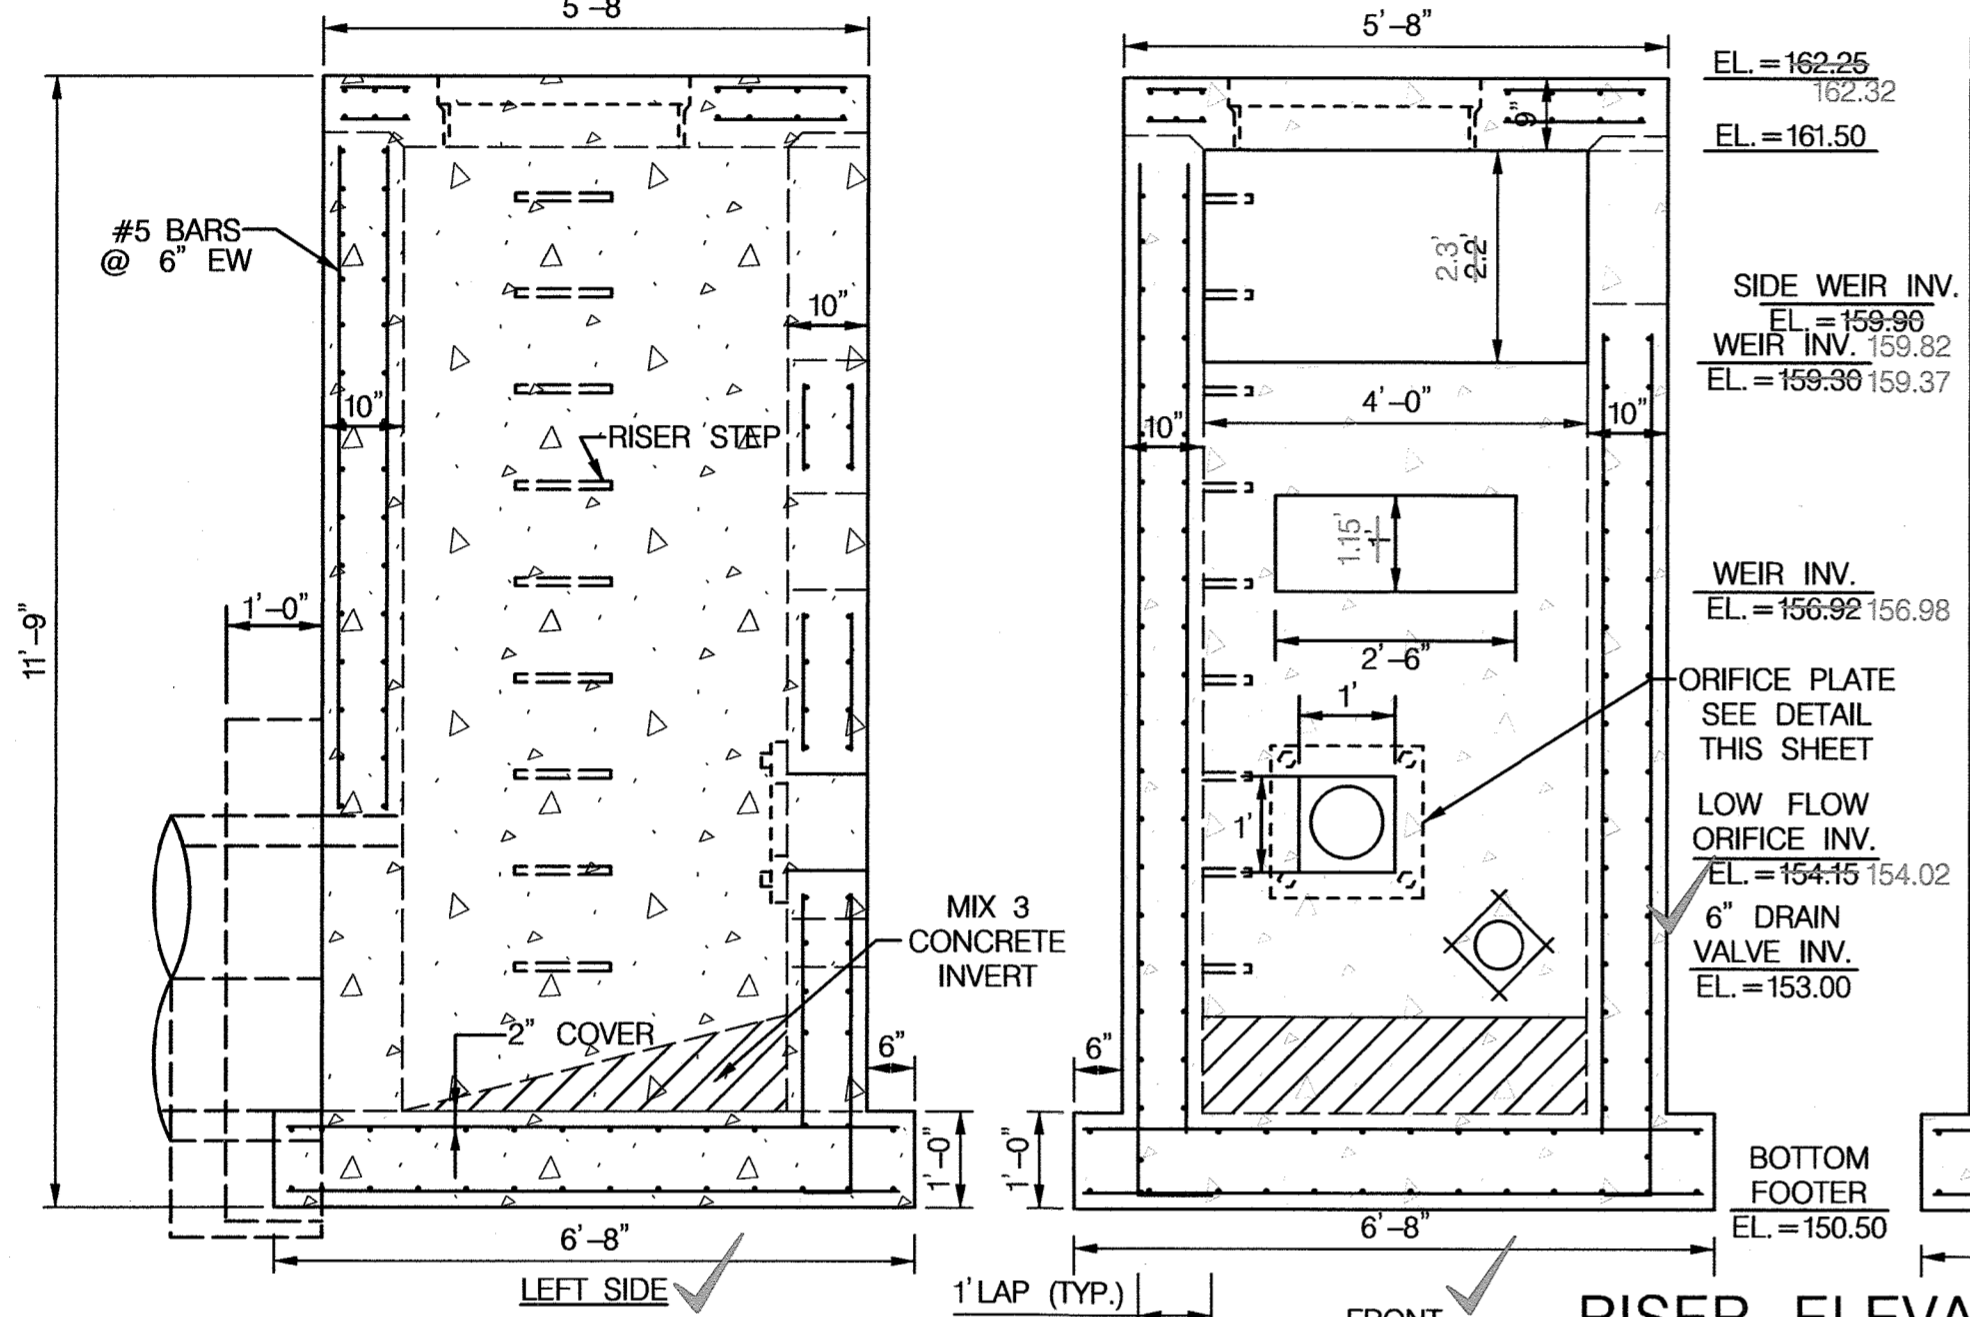 5'-8
11'-9"
#5 BARS
@ 6" EW
10"
10"
RISER STEP
1'-0"
2" COVER
MIX 3
CONCRETE
INVERT
6"
1'-0"
6'-8"
LEFT SIDE
5'-8"
9"
2.3'
2.2'
4'-0"
10"
10"
1.15'
1'
2'-6"
1'
1'
6"
1'-0"
6'-8"
1' LAP (TYP.)
FRONT
EL. = 162.25
162.32
EL. = 161.50
SIDE WEIR INV.
EL. = 159.90
WEIR INV. 159.82
EL. = 159.30 159.37
WEIR INV.
EL. = 156.92 156.98
ORIFICE PLATE
SEE DETAIL
THIS SHEET
LOW FLOW
ORIFICE INV.
EL. = 154.15 154.02
6" DRAIN
VALVE INV.
EL. = 153.00
BOTTOM
FOOTER
EL. = 150.50
RISER ELEVA